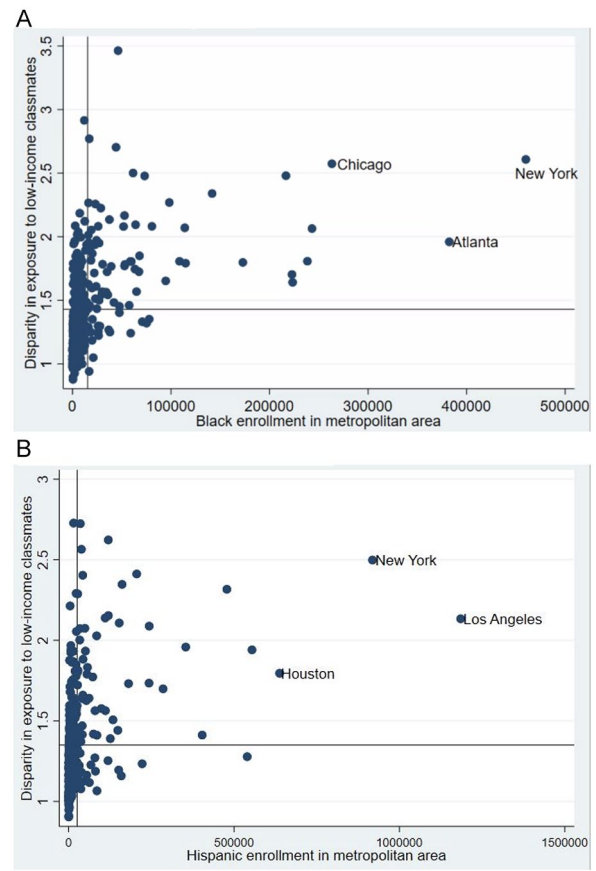 A
Disparity in exposure to low-income classmates
3.5
3
2.5
2
1.5
1
Chicago
New York
Atlanta
0
100000
200000
300000
400000
500000
Black enrollment in metropolitan area
B
Disparity in exposure to low-income classmates
3
2.5
2
1.5
1
New York
Los Angeles
Houston
0
500000
1000000
1500000
Hispanic enrollment in metropolitan area